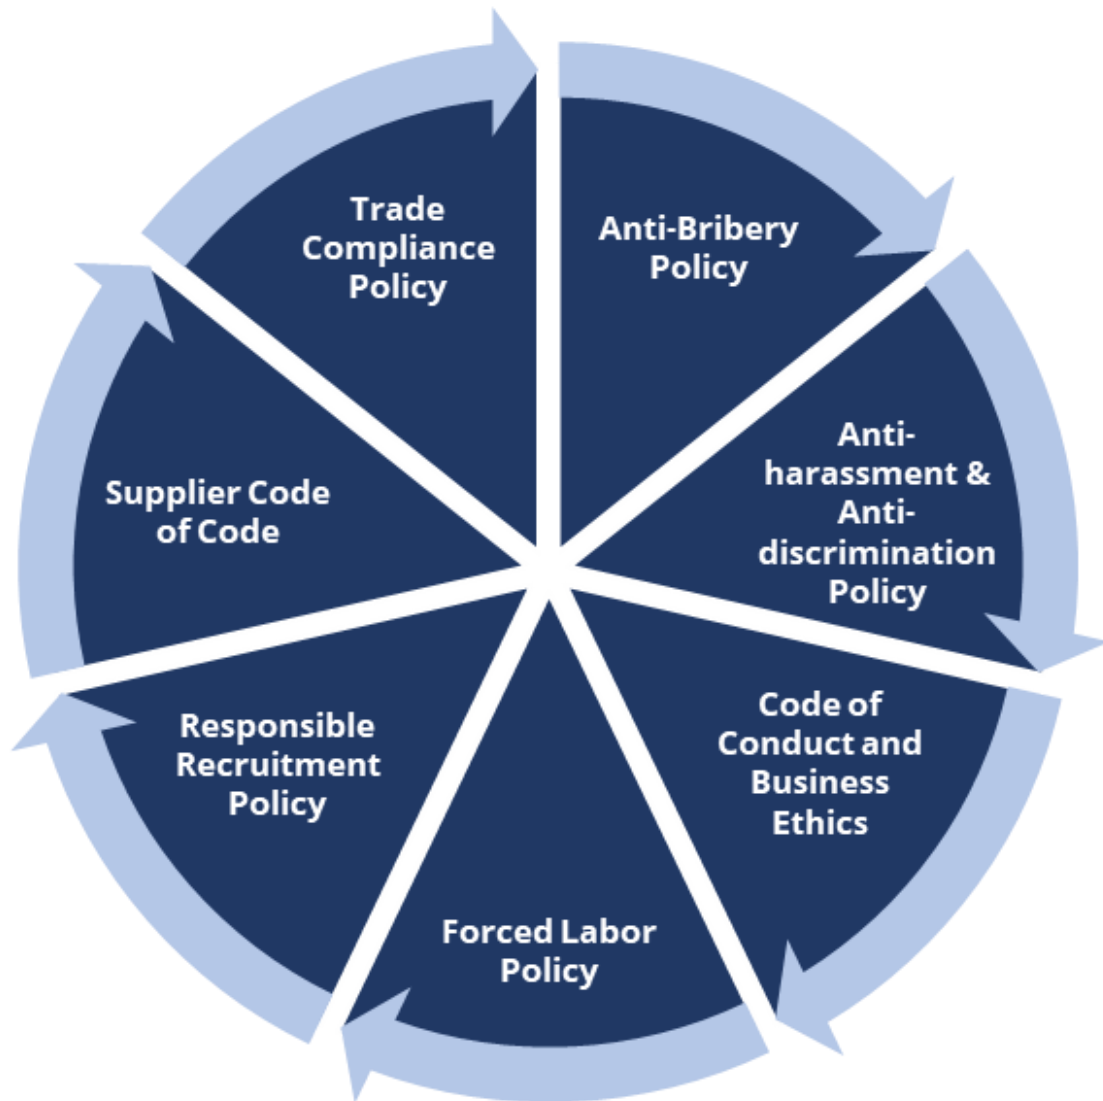 Trade
Compliance
Policy
Anti-Bribery
Policy
Anti-
harassment &
Anti-
discrimination
Policy
Code of
Conduct and
Business
Ethics
Forced Labor
Policy
Responsible
Recruitment
Policy
Supplier Code
of Code